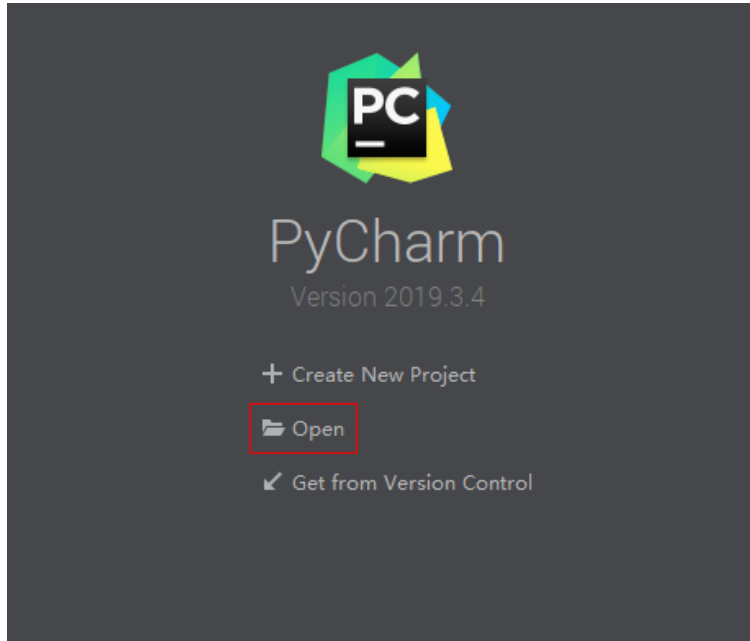 PC
PyCharm
Version 2019.3.4
Create New Project
Open
Get from Version Control